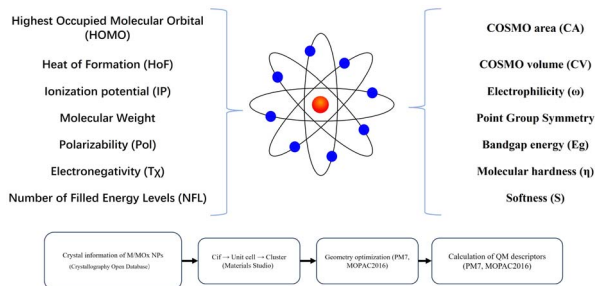 Highest Occupied Molecular Orbital
(HOMO)
Heat of Formation (HoF)
Ionization potential (IP)
Molecular Weight
Polarizability (Pol)
Electronegativity (Tχ)
Number of Filled Energy Levels (NFL)
COSMO area (CA)
COSMO volume (CV)
Electrophilicity (ω)
Point Group Symmetry
Bandgap energy (Eg)
Molecular hardness (η)
Softness (S)
Crystal information of M/MOx NPs
(Crystallography Open Database)
Cif → Unit cell → Cluster
(Materials Studio)
Geometry optimization (PM7,
MOPAC2016)
Calculation of QM descriptors
(PM7, MOPAC2016)